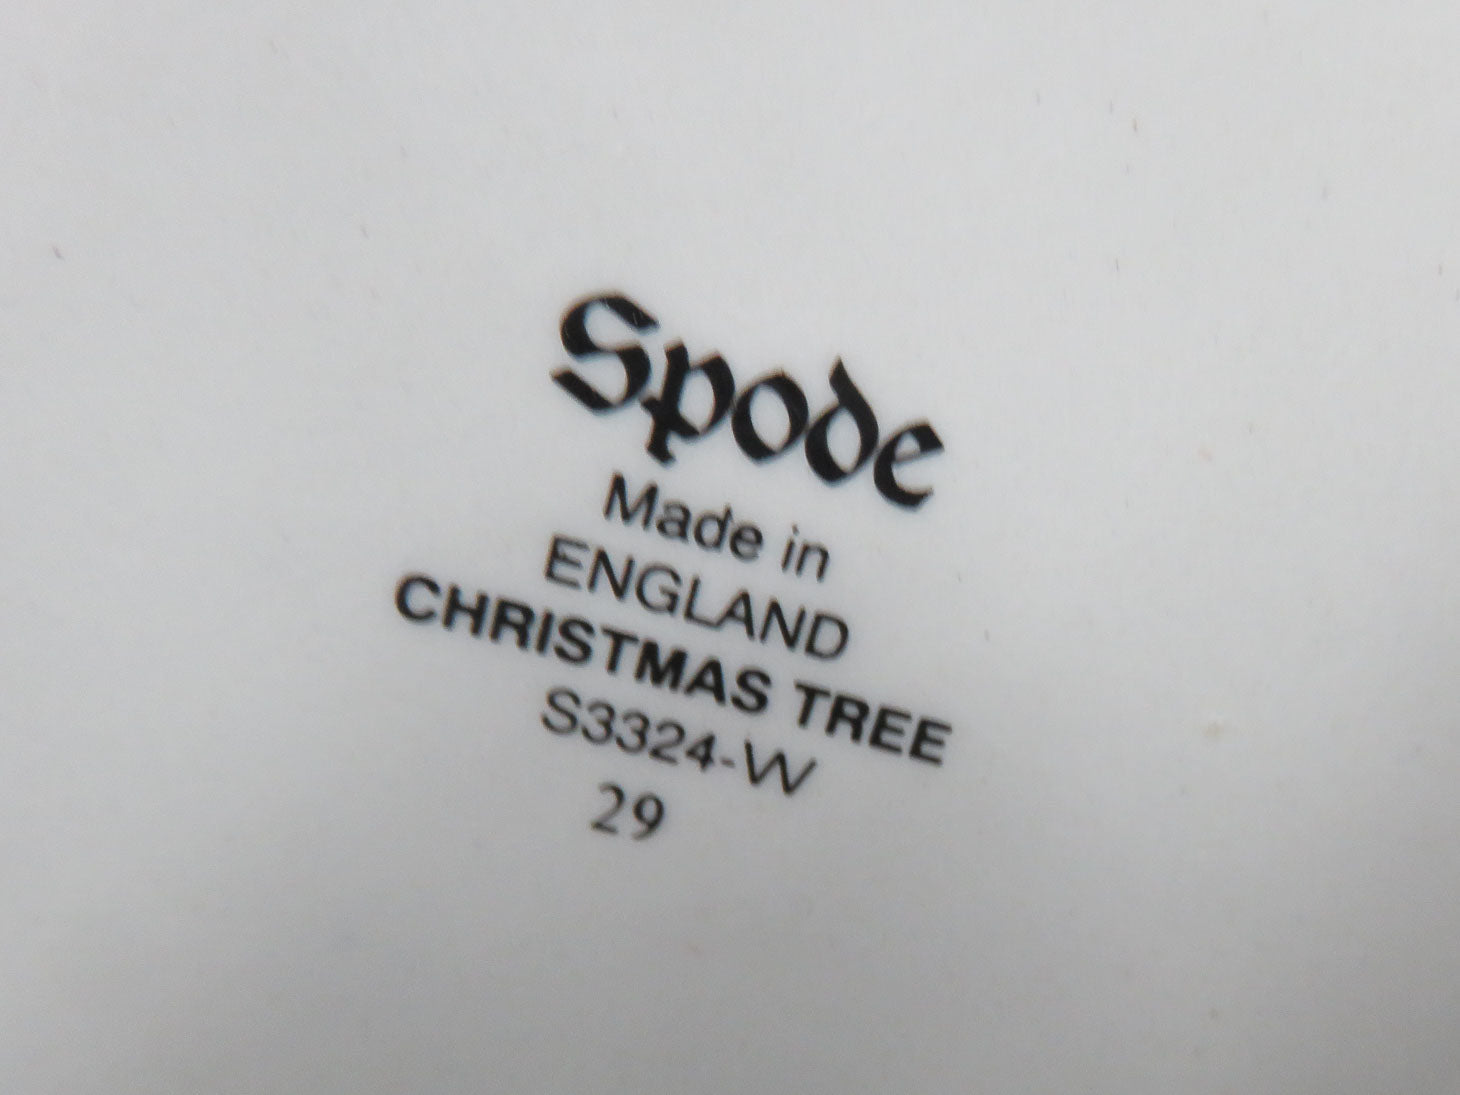 Spode
Made in
ENGLAND
CHRISTMAS TREE
S3324-W
29